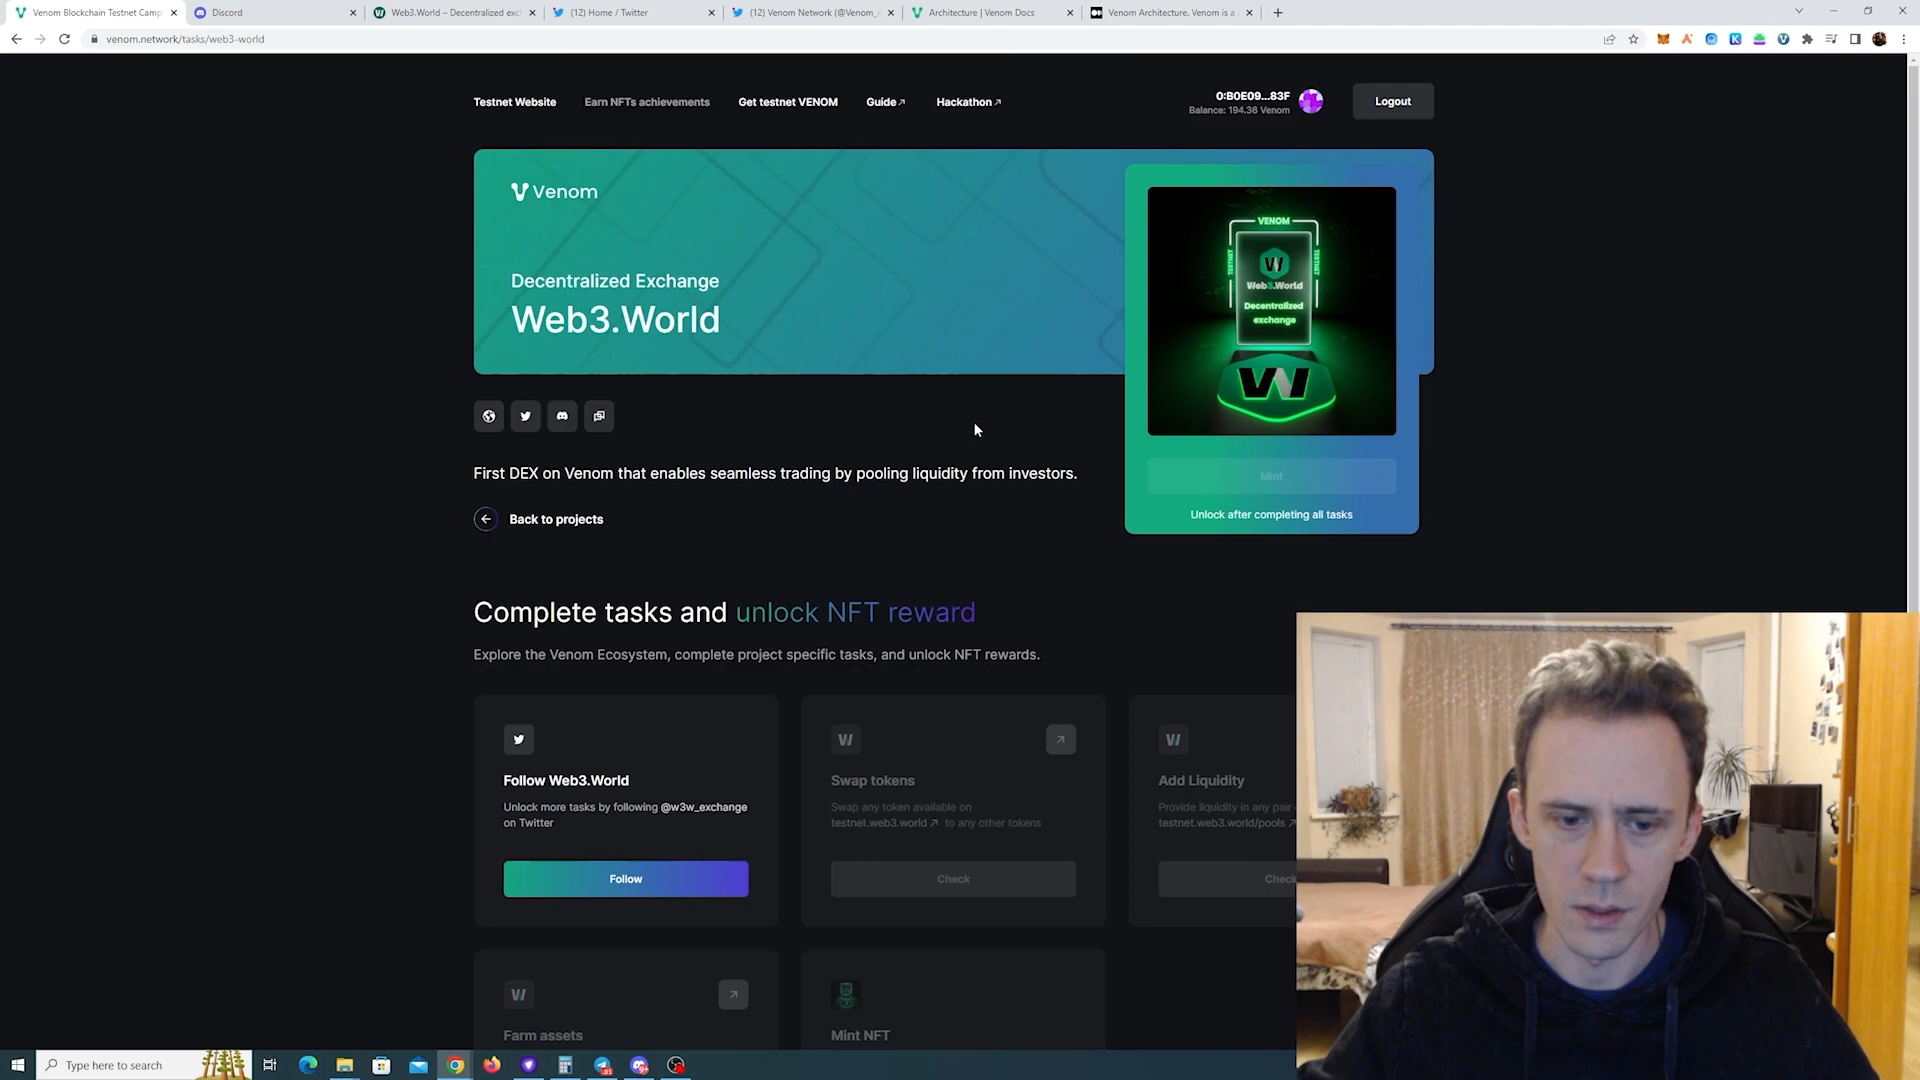 Venom Blockchain Testnet Camp
Discord
Web3.World – Decentralized exc
(12) Home / Twitter
(12) Venom Network (@Venom_
Architecture | Venom Docs
Venom Architecture. Venom is a
venom.network/tasks/web3-world
Testnet Website
Earn NFTs achievements
Get testnet VENOM
Guide
Hackathon
0:B0E09...83F
Balance: 194.36 Venom
Logout
Venom
Decentralized Exchange
Web3.World
VENOM
TESTNET
TESTNET
Web3.World
Decentralized
exchange
First DEX on Venom that enables seamless trading by pooling liquidity from investors.
Mint
Unlock after completing all tasks
Back to projects
Complete tasks and unlock NFT reward
Explore the Venom Ecosystem, complete project specific tasks, and unlock NFT rewards.
Follow Web3.World
Unlock more tasks by following @w3w_exchange
on Twitter
Follow
Swap tokens
Swap any token available on
testnet.web3.world to any other tokens
Check
Add Liquidity
Provide liquidity in any pair
testnet.web3.world/pools
Check
Farm assets
Mint NFT
Type here to search